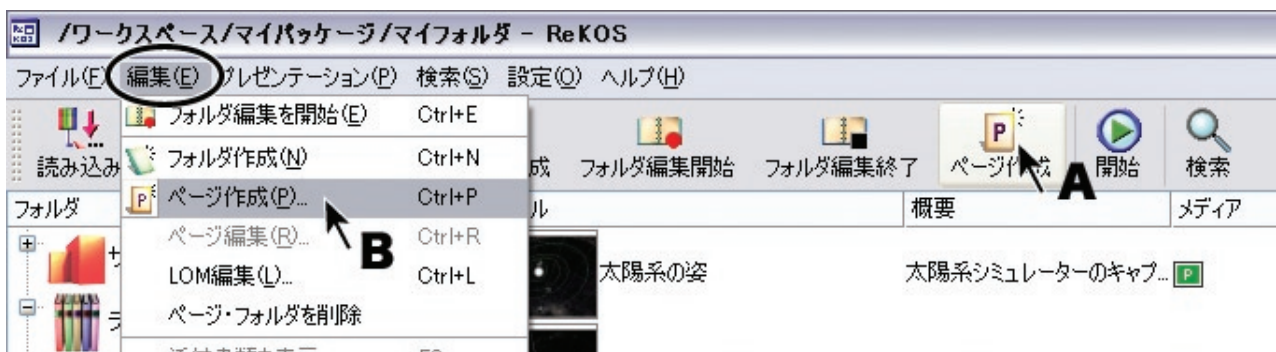 /ワークスペース/マイパッケージ/マイフォルダ - ReKOS
ファイル(F) 編集(E) プレゼンテーション(P) 検索(S) 設定(O) ヘルプ(H)
フォルダ編集を開始(E) Ctrl+E
フォルダ作成(N) Ctrl+N
ページ作成(P)... Ctrl+P
ページ編集(R)... Ctrl+R
LOM編集(L)... Ctrl+L
ページ・フォルダを削除
読み込み 成 フォルダ編集開始 フォルダ編集終了 ページ作成 開始 検索
A
B
フォルダ ル 概要 メディア
太陽系の姿 太陽系シミュレーターのキャプ... P